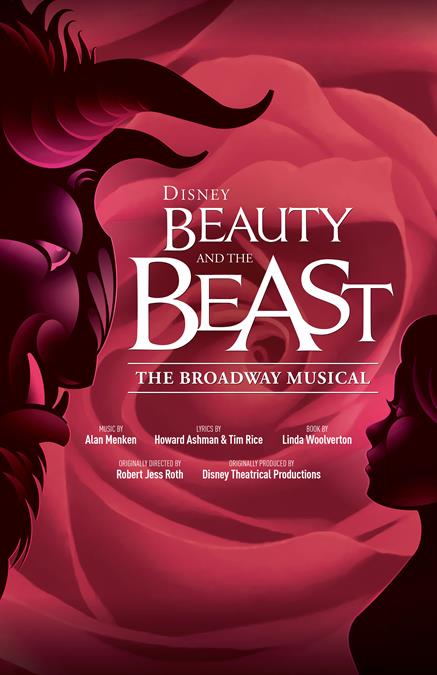 DISNEY
BEAUTY
AND THE
BEAST
THE BROADWAY MUSICAL
MUSIC BY LYRICS BY BOOK BY
Alan Menken Howard Ashman & Tim Rice Linda Woolverton
ORIGINALLY DIRECTED BY ORIGINALLY PRODUCED BY
Robert Jess Roth Disney Theatrical Productions